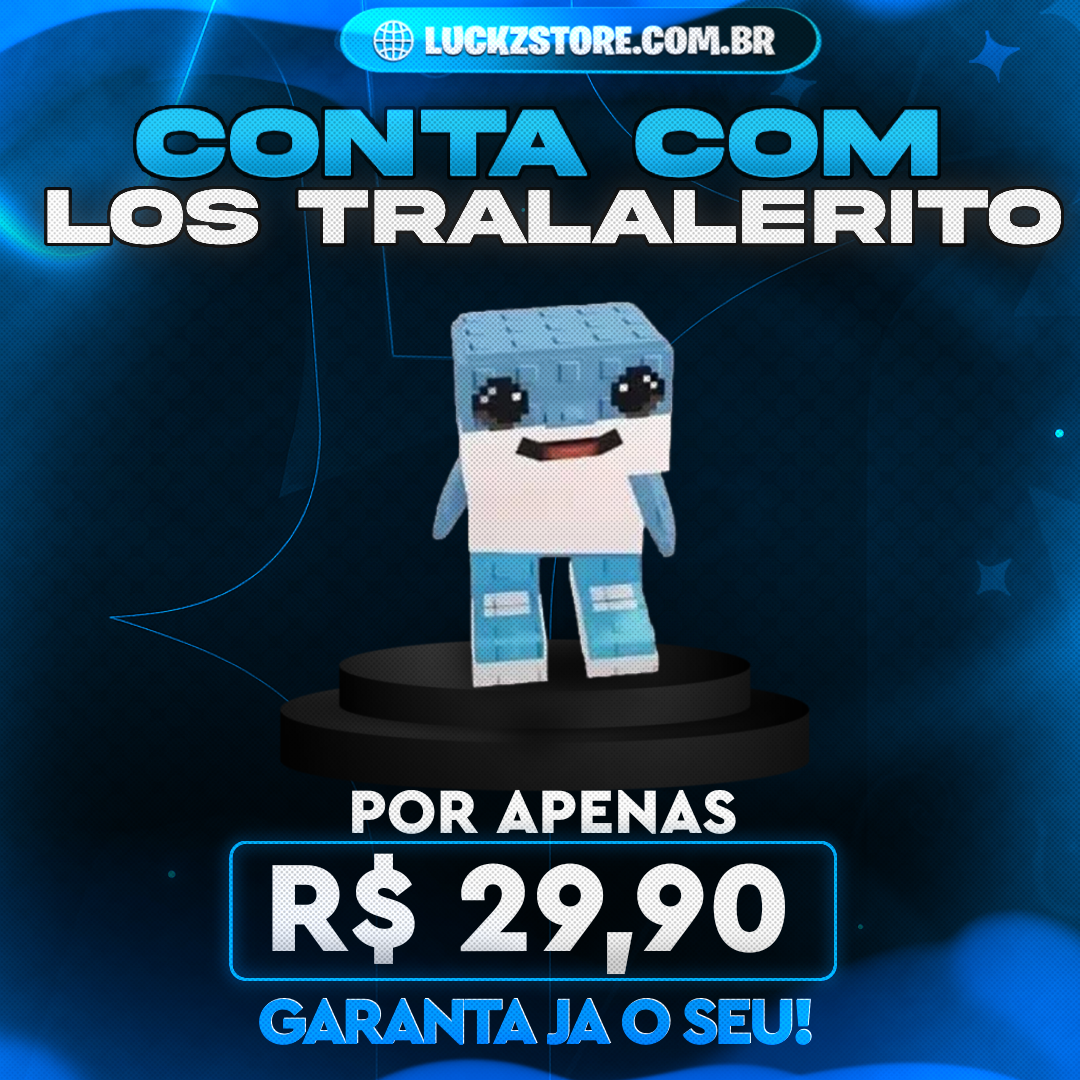 LUCKZSTORE.COM.BR
CONTA COM
LOS TRALALERITO
POR APENAS
R$ 29,90
GARANTA JA O SEU!